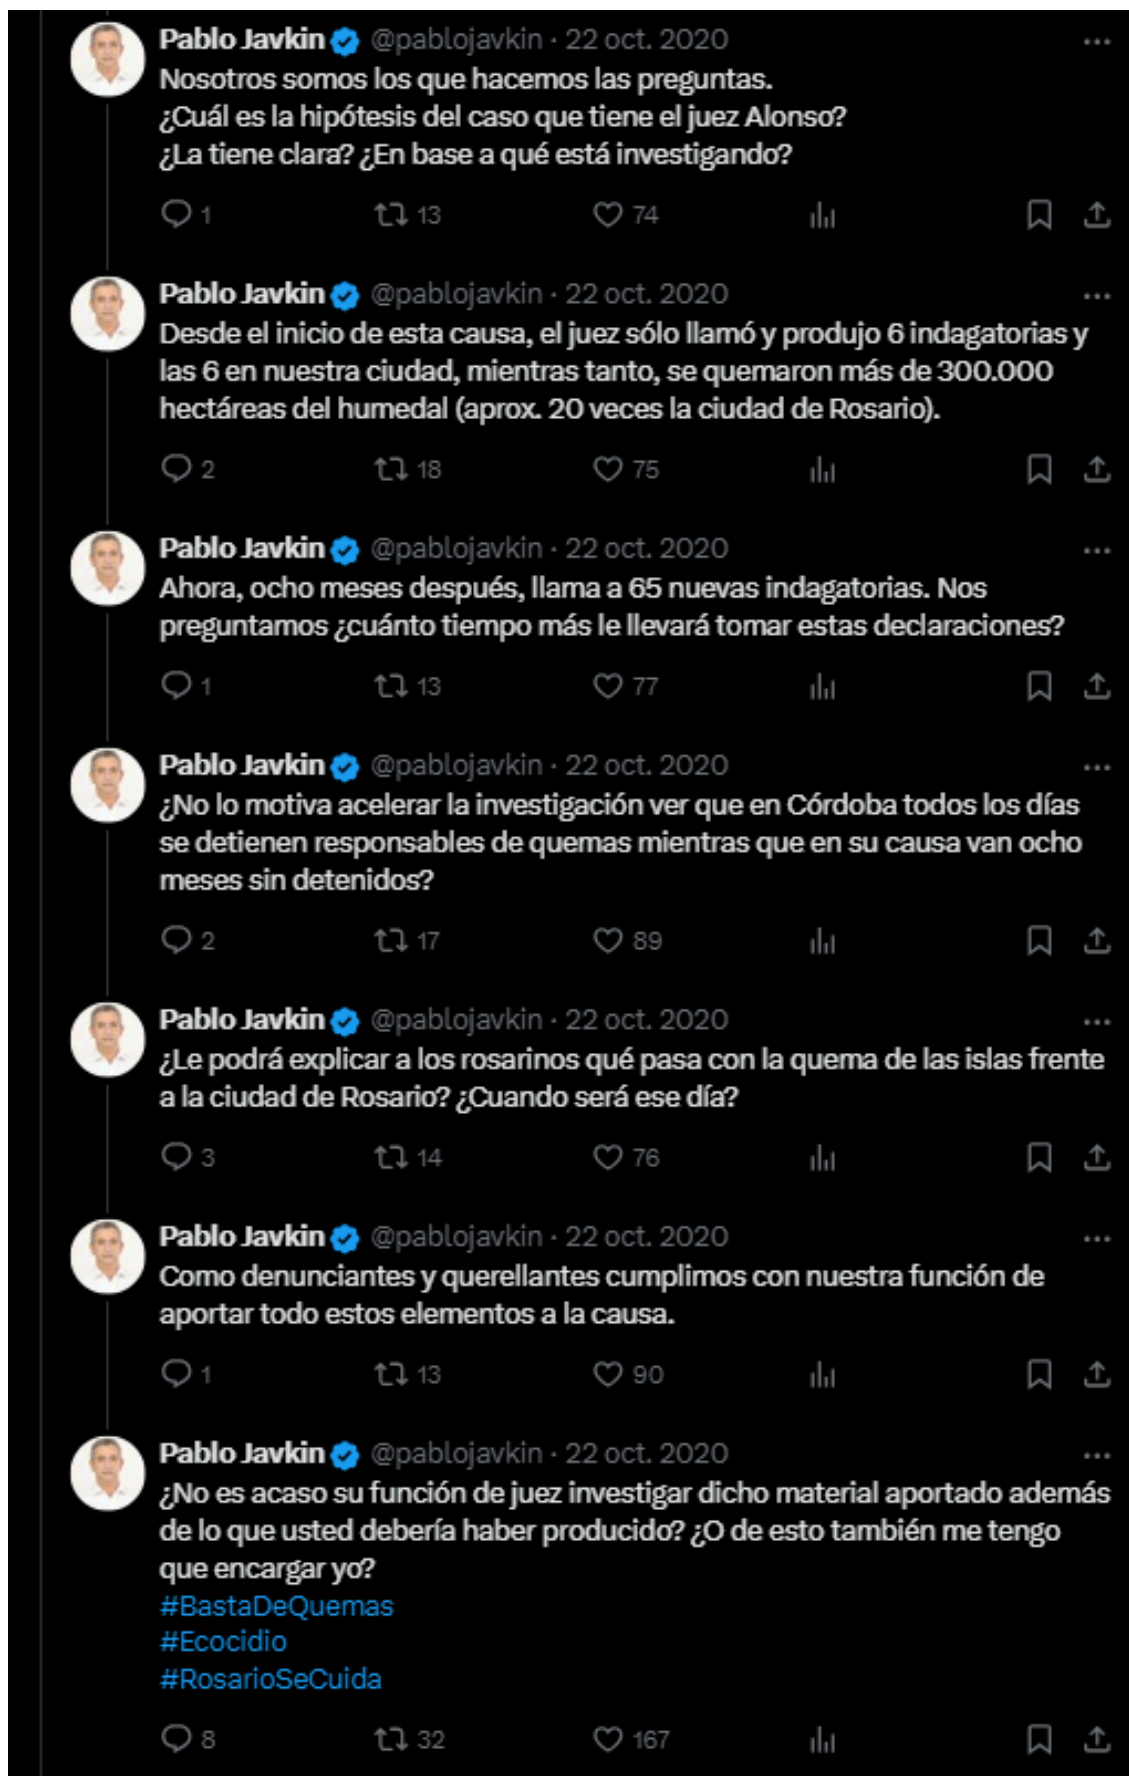 Pablo Javkin @pablojavkin · 22 oct. 2020
Nosotros somos los que hacemos las preguntas.
¿Cuál es la hipótesis del caso que tiene el juez Alonso?
¿La tiene clara? ¿En base a qué está investigando?
1 13 74
Pablo Javkin @pablojavkin · 22 oct. 2020
Desde el inicio de esta causa, el juez sólo llamó y produjo 6 indagatorias y
las 6 en nuestra ciudad, mientras tanto, se quemaron más de 300.000
hectáreas del humedal (aprox. 20 veces la ciudad de Rosario).
2 18 75
Pablo Javkin @pablojavkin · 22 oct. 2020
Ahora, ocho meses después, llama a 65 nuevas indagatorias. Nos
preguntamos ¿cuánto tiempo más le llevará tomar estas declaraciones?
1 13 77
Pablo Javkin @pablojavkin · 22 oct. 2020
¿No lo motiva acelerar la investigación ver que en Córdoba todos los días
se detienen responsables de quemas mientras que en su causa van ocho
meses sin detenidos?
2 17 89
Pablo Javkin @pablojavkin · 22 oct. 2020
¿Le podrá explicar a los rosarinos qué pasa con la quema de las islas frente
a la ciudad de Rosario? ¿Cuando será ese día?
3 14 76
Pablo Javkin @pablojavkin · 22 oct. 2020
Como denunciantes y querellantes cumplimos con nuestra función de
aportar todo estos elementos a la causa.
1 13 90
Pablo Javkin @pablojavkin · 22 oct. 2020
¿No es acaso su función de juez investigar dicho material aportado además
de lo que usted debería haber producido? ¿O de esto también me tengo
que encargar yo?
#BastaDeQuemas
#Ecocidio
#RosarioSeCuida
8 32 167